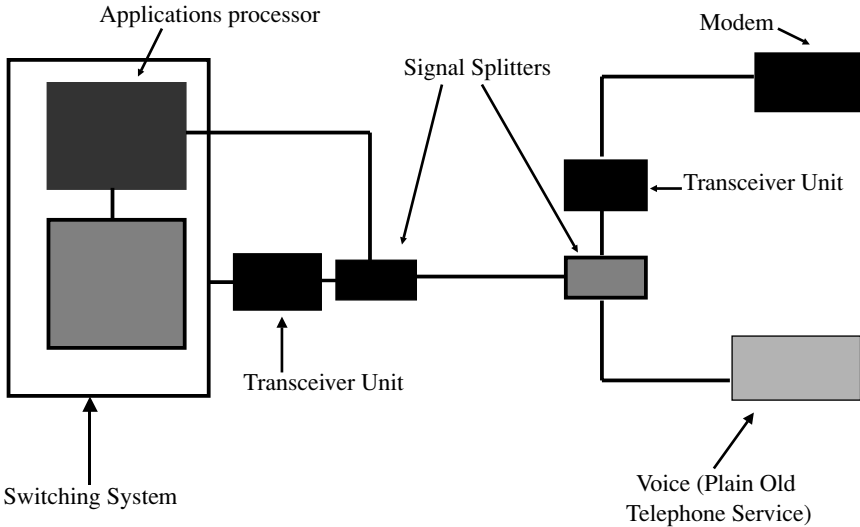 Applications processor
Modem
Signal Splitters
Transceiver Unit
Transceiver Unit
Switching System
Voice (Plain Old
Telephone Service)